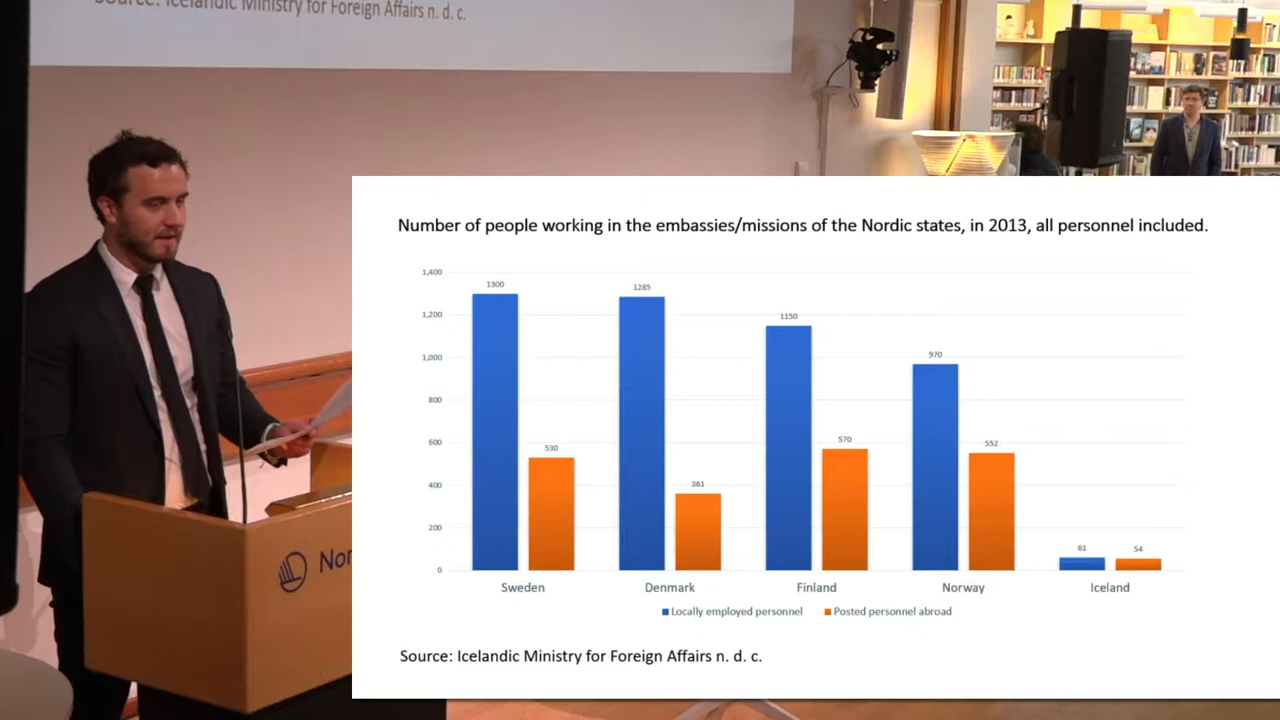 Source: Icelandic Ministry for Foreign Affairs n. d. c.
Number of people working in the embassies/missions of the Nordic states, in 2013, all personnel included.
1,400
1,200
1,000
800
600
400
200
0
1300
530
1285
361
1150
570
970
552
61
54
Sweden
Denmark
Finland
Norway
Iceland
Locally employed personnel
Posted personnel abroad
Source: Icelandic Ministry for Foreign Affairs n. d. c.
Nor